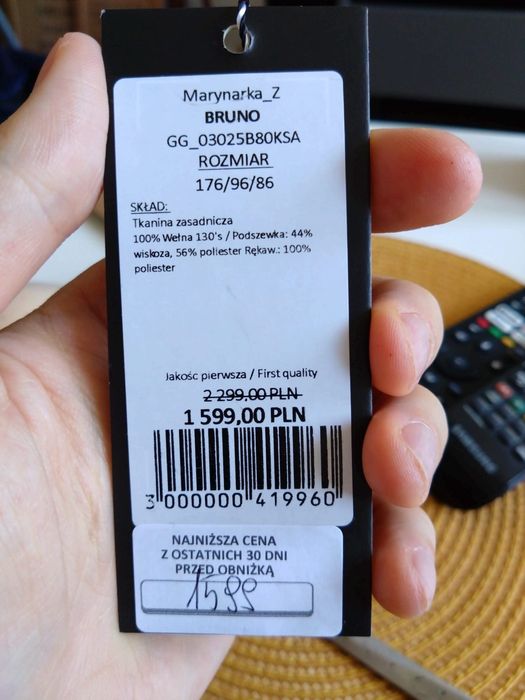 Marynarka_Z
BRUNO
GG_03025B80KSA
ROZMIAR
176/96/86
SKŁAD:
Tkanina zasadnicza
100% Wełna 130's / Podszewka: 44%
wiskoza, 56% poliester Rękaw.: 100%
poliester
Jakośc pierwsza / First quality
2 299,00 PLN
1 599,00 PLN
3 000000 419960
NAJNIŻSZA CENA
Z OSTATNICH 30 DNI
PRZED OBNIŻKĄ
1599